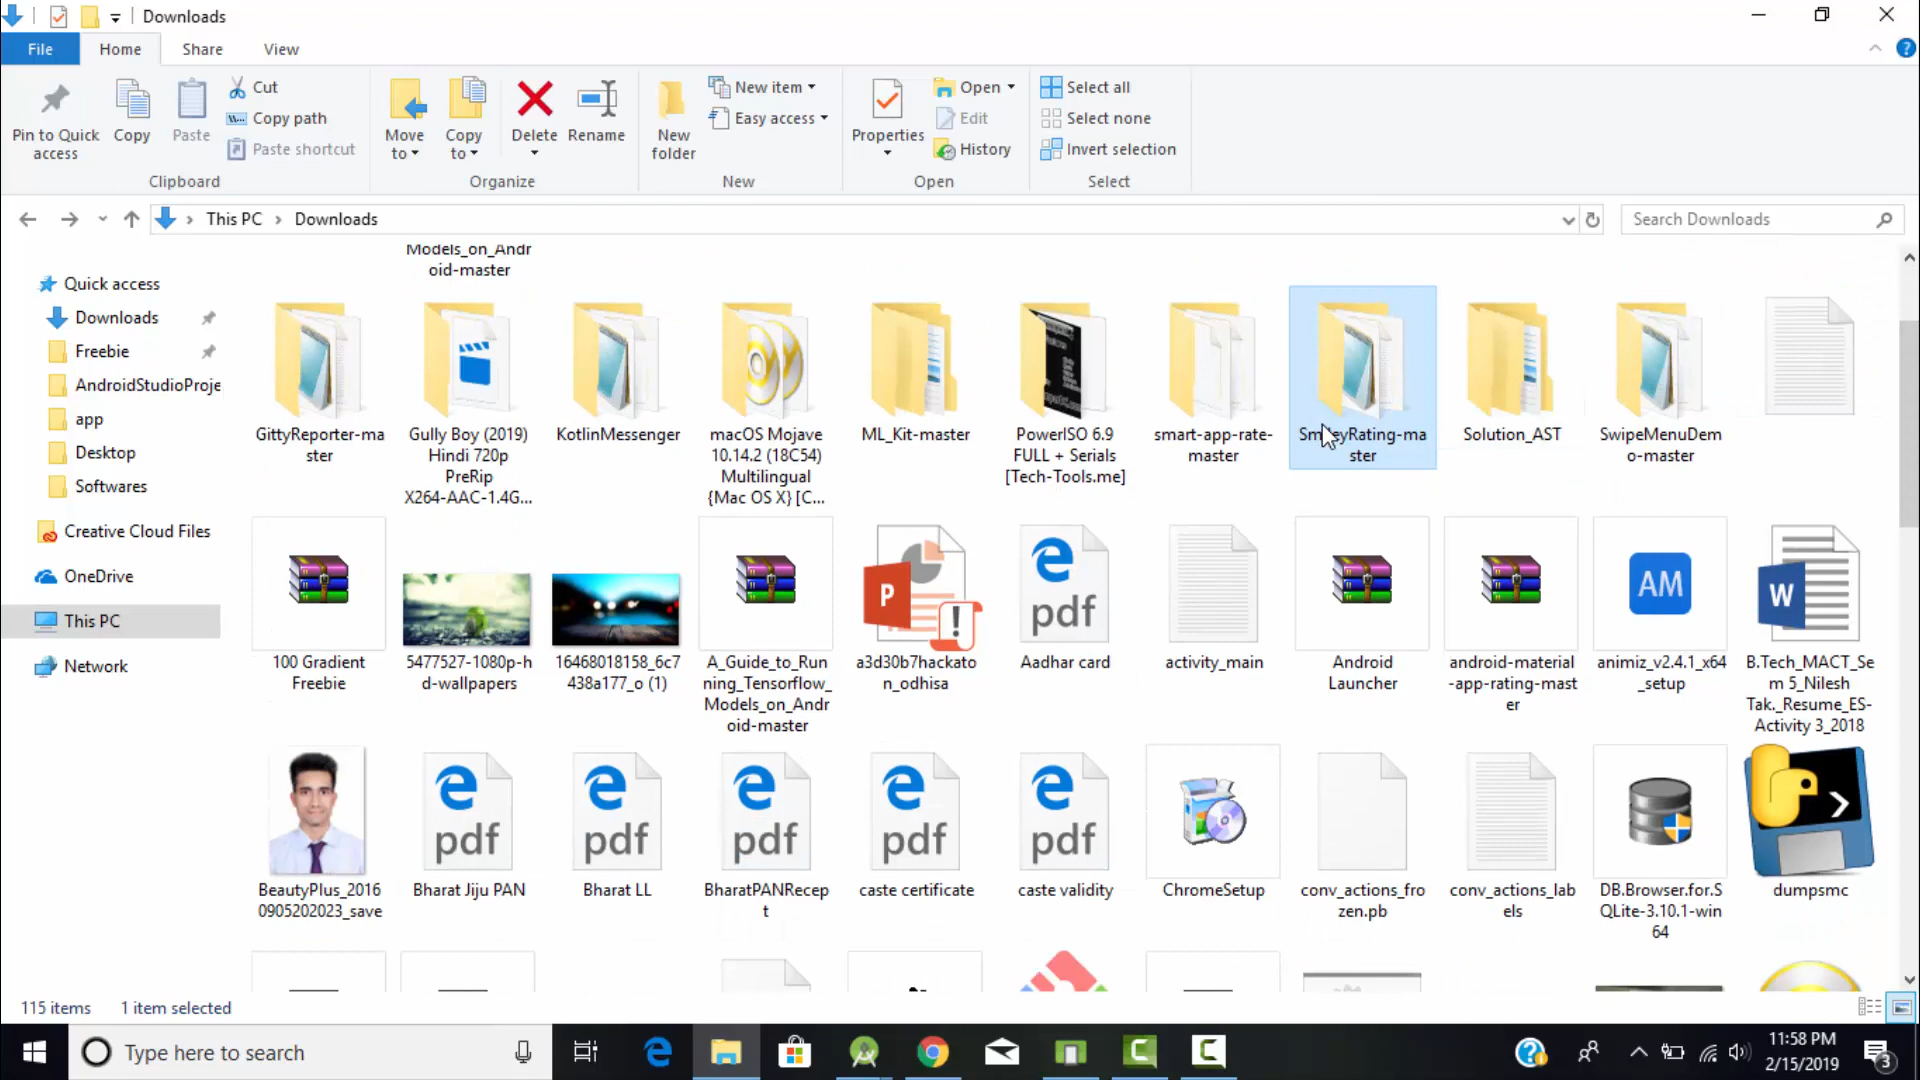 Downloads
File Home Share View
Pin to Quick access
Copy
Paste
Cut
Copy path
Paste shortcut
Clipboard
Move to
Copy to
Delete
Rename
Organize
New folder
New item
Easy access
New
Properties
Open
Edit
History
Open
Select all
Select none
Invert selection
Select
This PC > Downloads
Search Downloads
Quick access
Downloads
Freebie
AndroidStudioProje
app
Desktop
Softwares
Creative Cloud Files
OneDrive
This PC
Network
Models_on_Andr
oid-master
GittyReporter-ma
ster
Gully Boy (2019)
Hindi 720p
PreRip
X264-AAC-1.4G...
KotlinMessenger
macOS Mojave
10.14.2 (18C54)
Multilingual
{Mac OS X} [C...
ML_Kit-master
PowerISO 6.9
FULL + Serials
[Tech-Tools.me]
smart-app-rate-
master
SmileyRating-ma
ster
Solution_AST
SwipeMenuDem
o-master
100 Gradient
Freebie
5477527-1080p-h
d-wallpapers
16468018158_6c7
438a177_o (1)
A_Guide_to_Run
ning_Tensorflow_
Models_on_Andr
oid-master
P
a3d30b7hackato
n_odhisa
pdf
Aadhar card
activity_main
Android
Launcher
android-material
-app-rating-mast
er
AM
animiz_v2.4.1_x64
_setup
W
B.Tech_MACT_Se
m 5_Nilesh
Tak._Resume_ES-
Activity 3_2018
BeautyPlus_2016
0905202023_save
pdf
Bharat Jiju PAN
pdf
Bharat LL
pdf
BharatPANRecep
t
pdf
caste certificate
pdf
caste validity
ChromeSetup
conv_actions_fro
zen.pb
conv_actions_lab
els
DB.Browser.for.S
QLite-3.10.1-win
64
dumpsmc
115 items 1 item selected
Type here to search
11:58 PM
2/15/2019
3